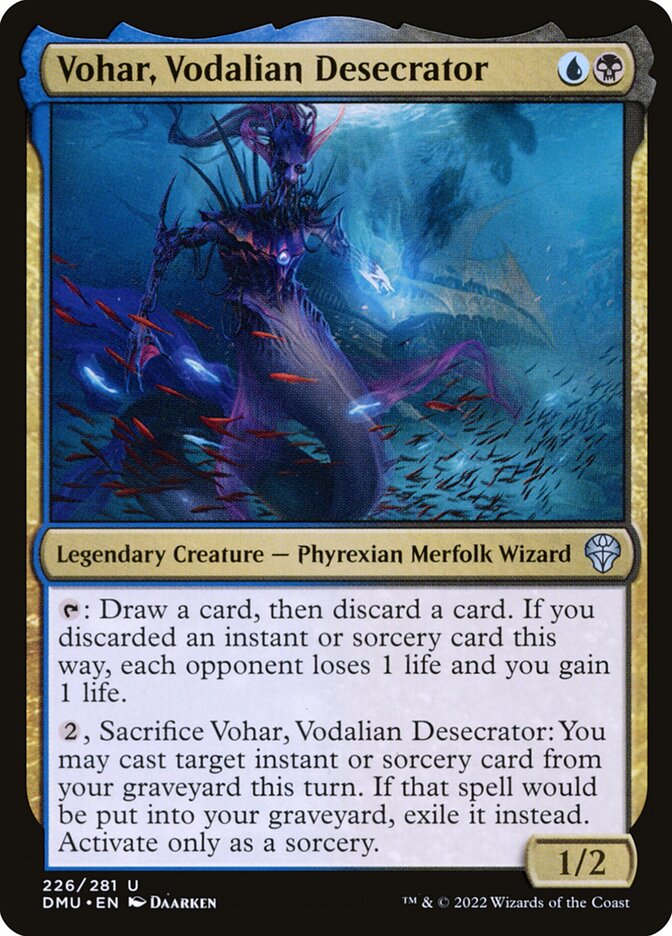 Vohar, Vodalian Desecrator
Legendary Creature — Phyrexian Merfolk Wizard
: Draw a card, then discard a card. If you
discarded an instant or sorcery card this
way, each opponent loses 1 life and you gain
1 life.
2, Sacrifice Vohar, Vodalian Desecrator: You
may cast target instant or sorcery card from
your graveyard this turn. If that spell would
be put into your graveyard, exile it instead.
Activate only as a sorcery.
1/2
226/281 U
DMU • EN DAARKEN
™ & © 2022 Wizards of the Coast